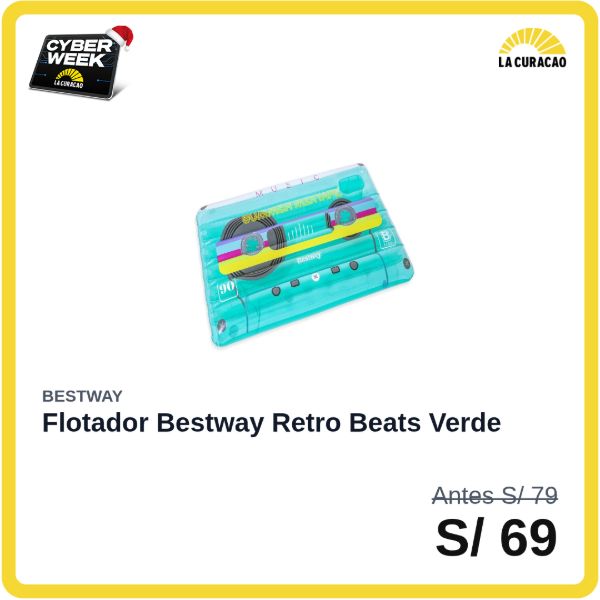 CYBER
WEEK
LA CURACAO
LA CURACAO
MUSIC
SUMMER MIXTAPE
B
Bestway
90
BESTWAY
Flotador Bestway Retro Beats Verde
Antes S/ 79
S/ 69